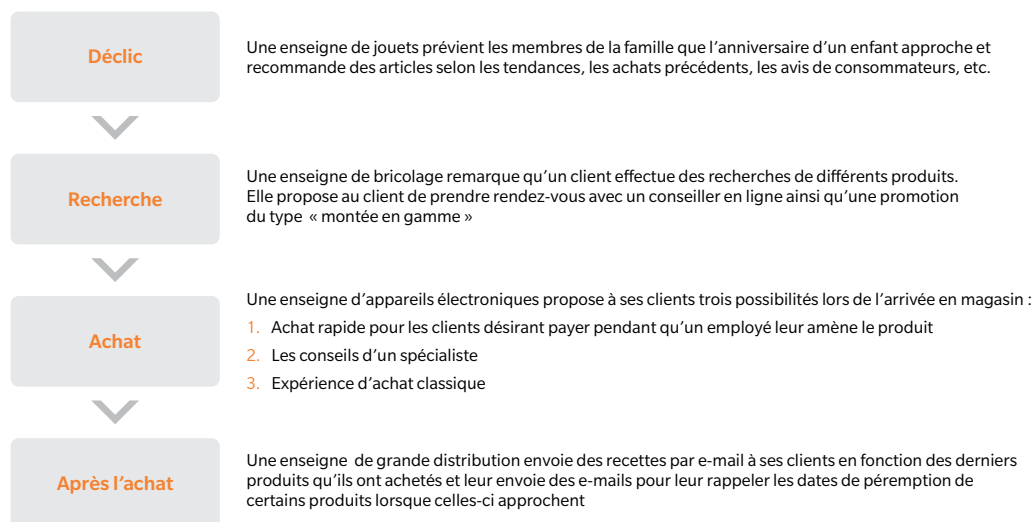 Déclic
Une enseigne de jouets prévient les membres de la famille que l’anniversaire d’un enfant approche et
recommande des articles selon les tendances, les achats précédents, les avis de consommateurs, etc.
Recherche
Une enseigne de bricolage remarque qu’un client effectue des recherches de différents produits.
Elle propose au client de prendre rendez-vous avec un conseiller en ligne ainsi qu’une promotion
du type « montée en gamme »
Achat
Une enseigne d’appareils électroniques propose à ses clients trois possibilités lors de l’arrivée en magasin :
1. Achat rapide pour les clients désirant payer pendant qu’un employé leur amène le produit
2. Les conseils d’un spécialiste
3. Expérience d’achat classique
Après l’achat
Une enseigne de grande distribution envoie des recettes par e-mail à ses clients en fonction des derniers
produits qu’ils ont achetés et leur envoie des e-mails pour leur rappeler les dates de péremption de
certains produits lorsque celles-ci approchent